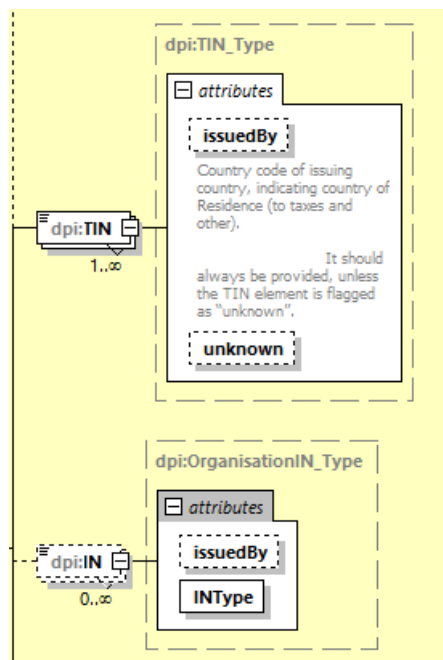 dpi:TIN_Type
attributes
issuedBy
Country code of issuing
country, indicating country of
Residence (to taxes and
other).
It should
always be provided, unless
the TIN element is flagged
as “unknown”.
dpi:TIN
1..∞
unknown
dpi:OrganisationIN_Type
attributes
issuedBy
dpi:IN
0..∞
INType